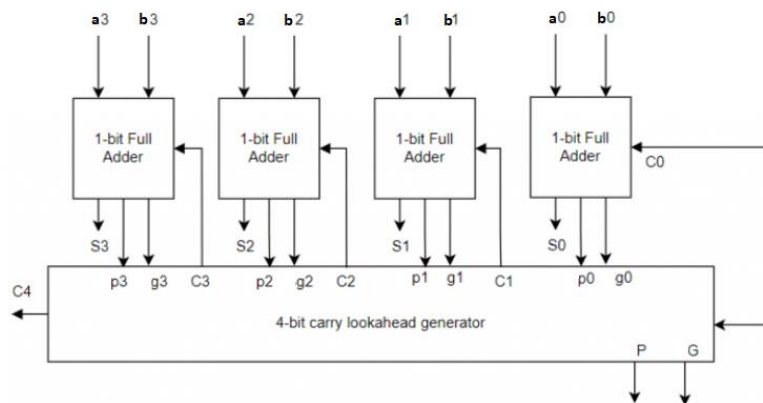 a3 b3 a2 b2 a1 b1 a0 b0
1-bit Full Adder
1-bit Full Adder
1-bit Full Adder
1-bit Full Adder
C0
S3 S2 S1 S0
p3 g3 C3 p2 g2 C2 p1 g1 C1 p0 g0
C4
4-bit carry lookahead generator
P G